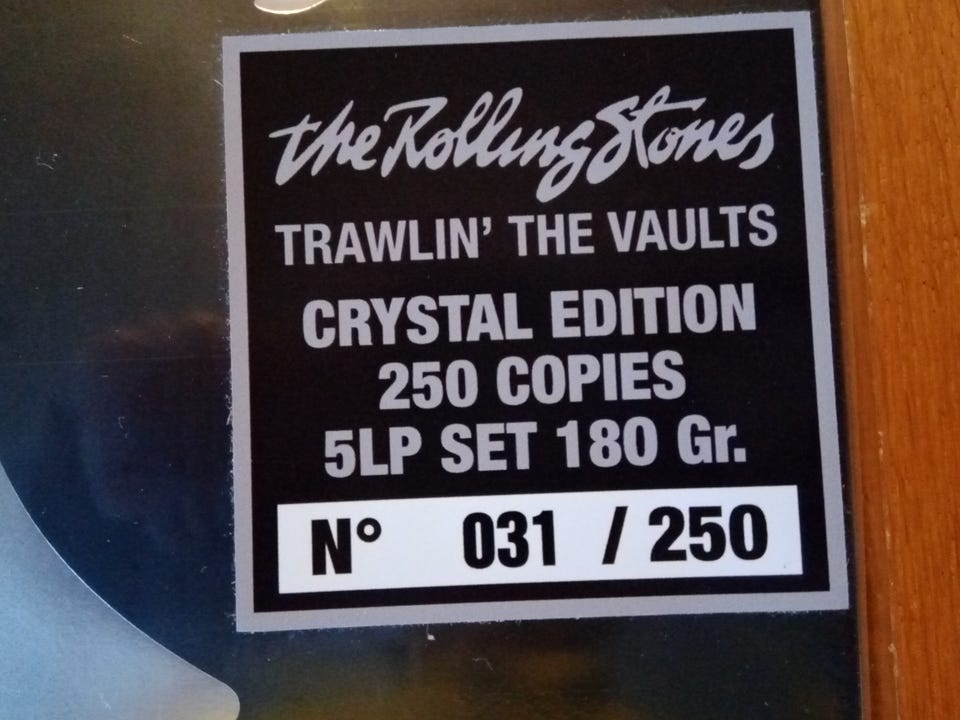 the Rolling Stones
TRAWLIN' THE VAULTS
CRYSTAL EDITION
250 COPIES
5LP SET 180 Gr.
N° 031 / 250